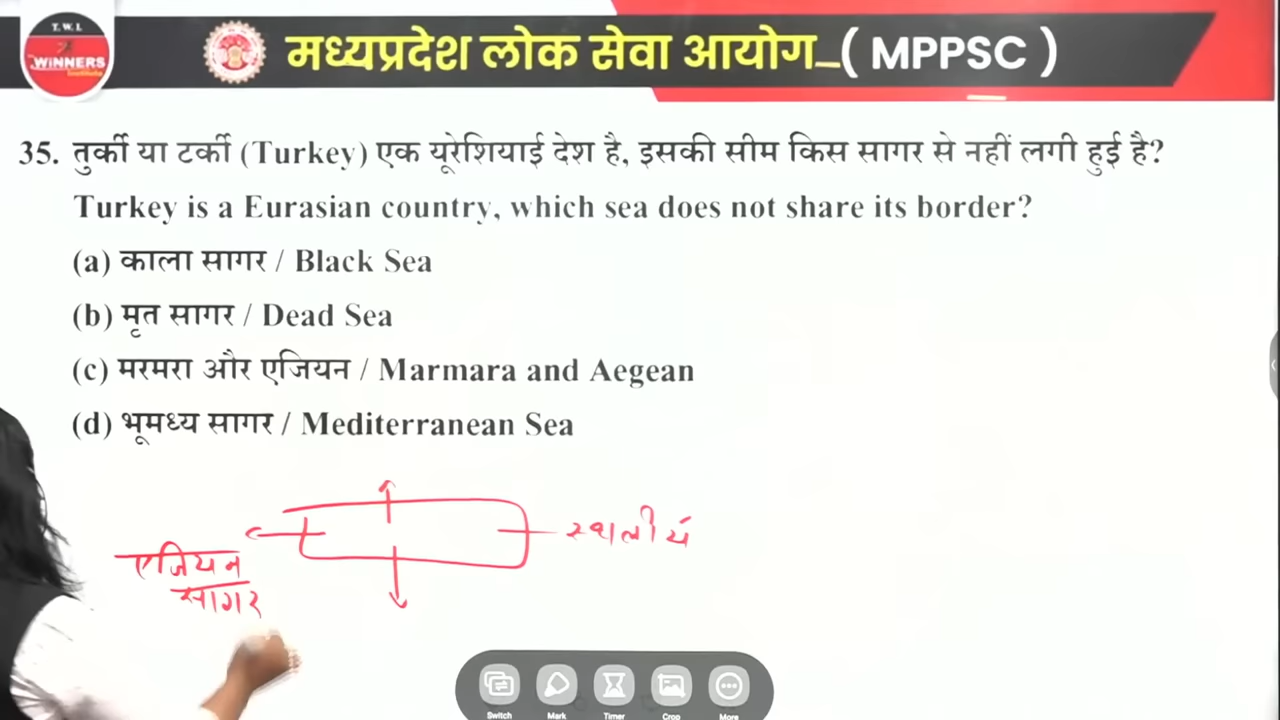 T. W. I.
WINNERS
Institute
मध्यप्रदेश लोक सेवा आयोग_( MPPSC )
35. तुर्की या टर्की (Turkey) एक यूरेशियाई देश है, इसकी सीम किस सागर से नहीं लगी हुई है?
Turkey is a Eurasian country, which sea does not share its border?
(a) काला सागर / Black Sea
(b) मृत सागर / Dead Sea
(c) मरमरा और एजियन / Marmara and Aegean
(d) भूमध्य सागर / Mediterranean Sea
स्थलीय
एजियन
सागर
Switch Mark Timer Crop More